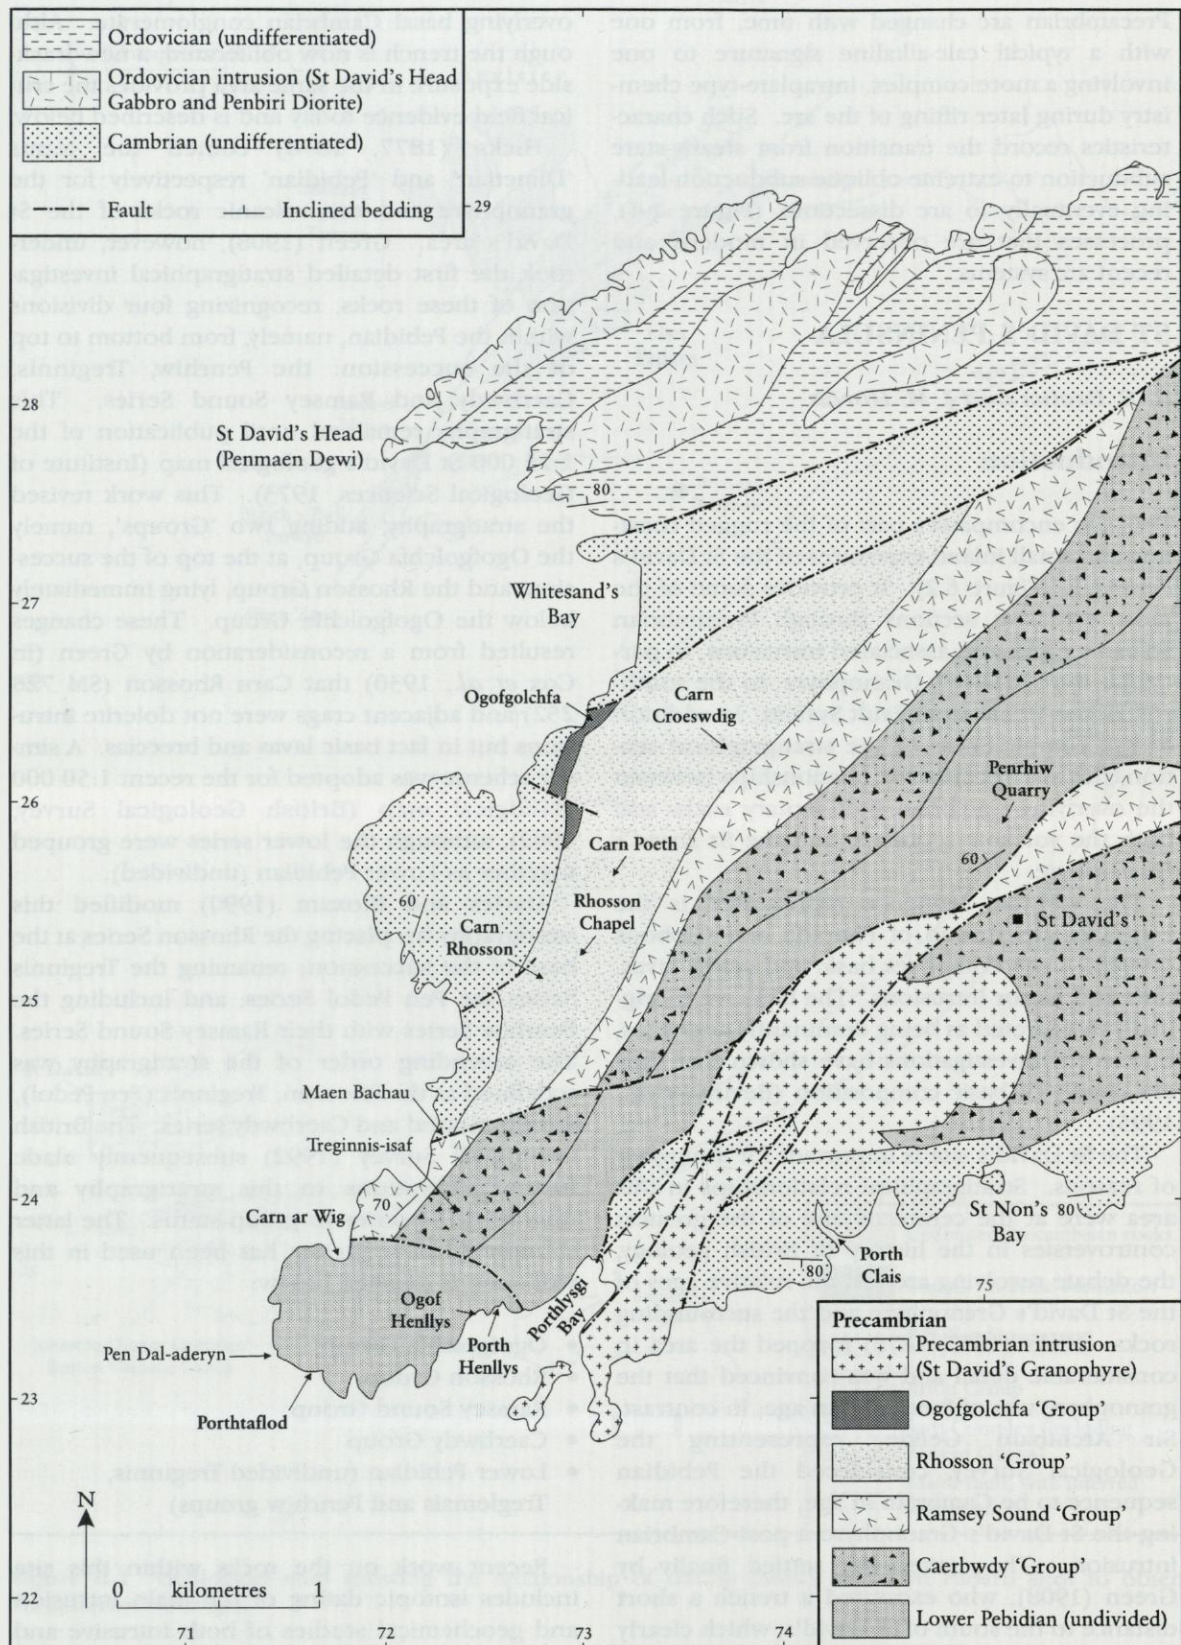 Ordovician (undifferentiated)
Ordovician intrusion (St David's Head
Gabbro and Penbiri Diorite)
Cambrian (undifferentiated)
Fault
Inclined bedding
29
28
27
26
25
24
23
22
St David's Head
(Penmaen Dewi)
80
Whitesand's
Bay
Ogofgolchfa
Carn
Croeswdig
Penrhiw
Quarry
Carn Poeth
60
60
Rhosson
Chapel
Carn
Rhosson
St David's
Maen Bachau
Treginnis-isaf
70
Carn ar Wig
St Non's
Bay
80
Porth
Clais
80
75
Ogof
Henllys
Porth
Henllys
Porthlysgi
Bay
Pen Dal-aderyn
Porthtaflod
Precambrian
Precambrian intrusion
(St David's Granophyre)
Ogofgolchfa 'Group'
Rhosson 'Group'
Ramsey Sound 'Group'
Caerbwdy 'Group'
Lower Pebidian (undivided)
N
0 kilometres 1
71
72
73
74